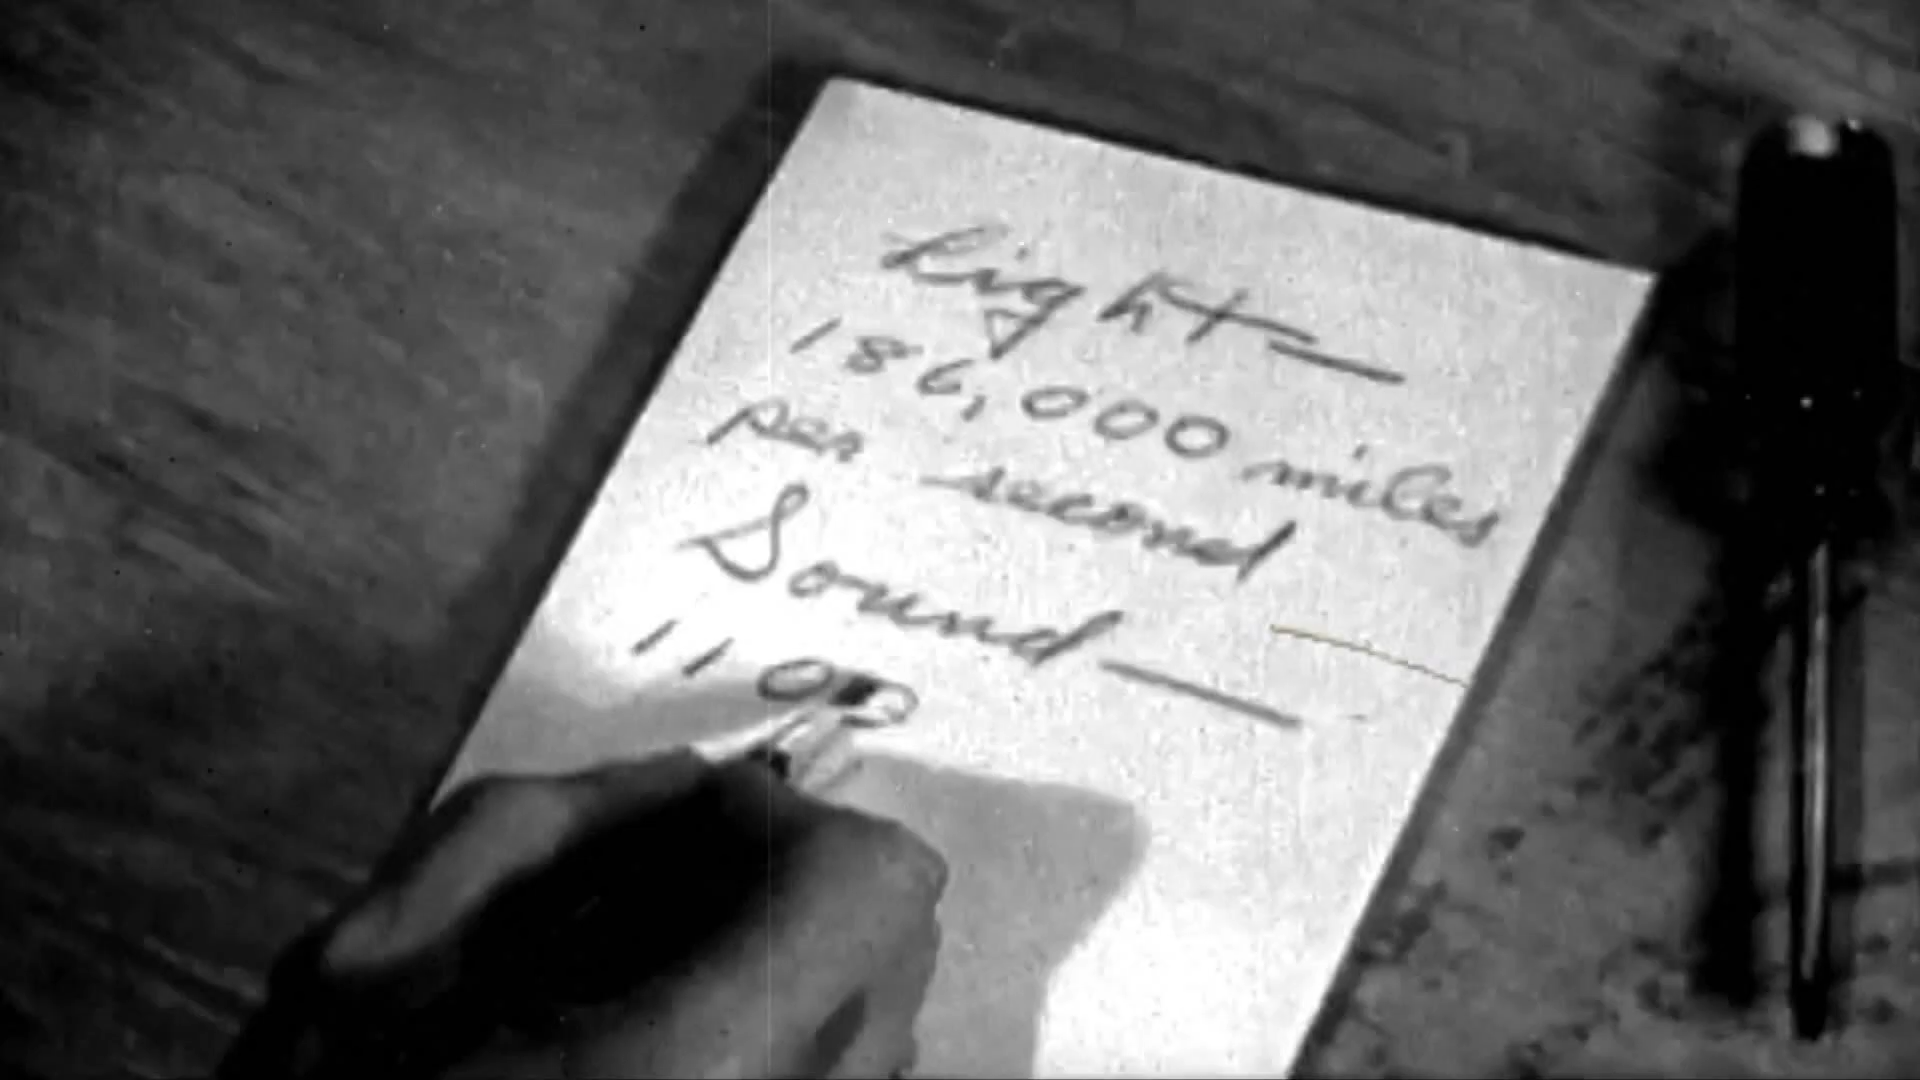 Light —
186,000 miles
per second
Sound —
1100